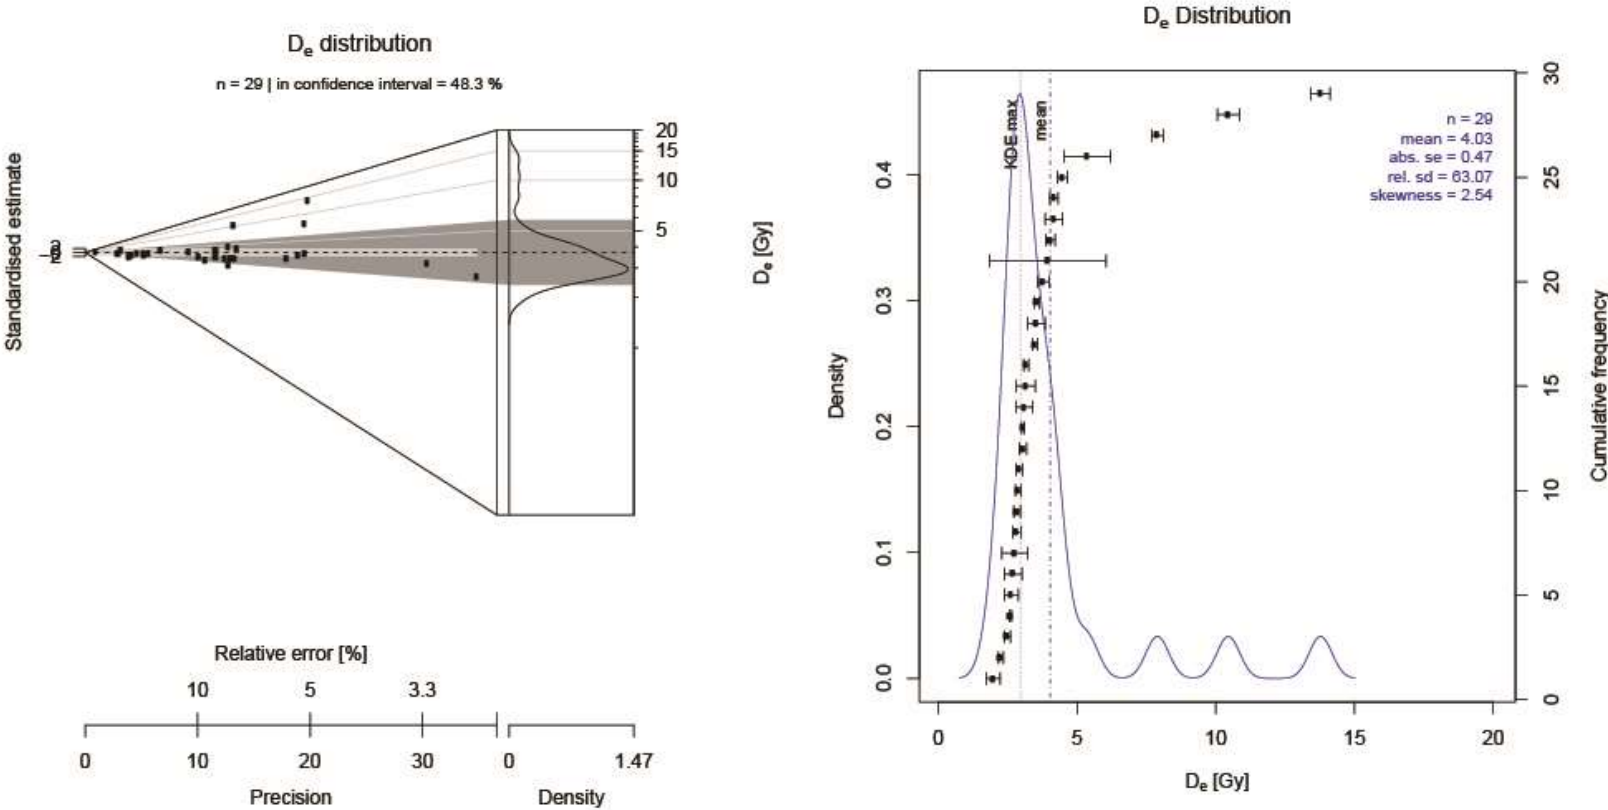 Dₑ distribution
n = 29 | in confidence interval = 48.3 %
Standardised estimate
2
0
−2
20
15
10
5
Dₑ [Gy]
Relative error [%]
10 5 3.3
0 10 20 30 0 1.47
Precision Density
Dₑ Distribution
KDE max
mean
n = 29
mean = 4.03
abs. se = 0.47
rel. sd = 63.07
skewness = 2.54
Density
0.4
0.3
0.2
0.1
0.0
30
25
20
15
10
5
0
Cumulative frequency
0 5 10 15 20
Dₑ [Gy]